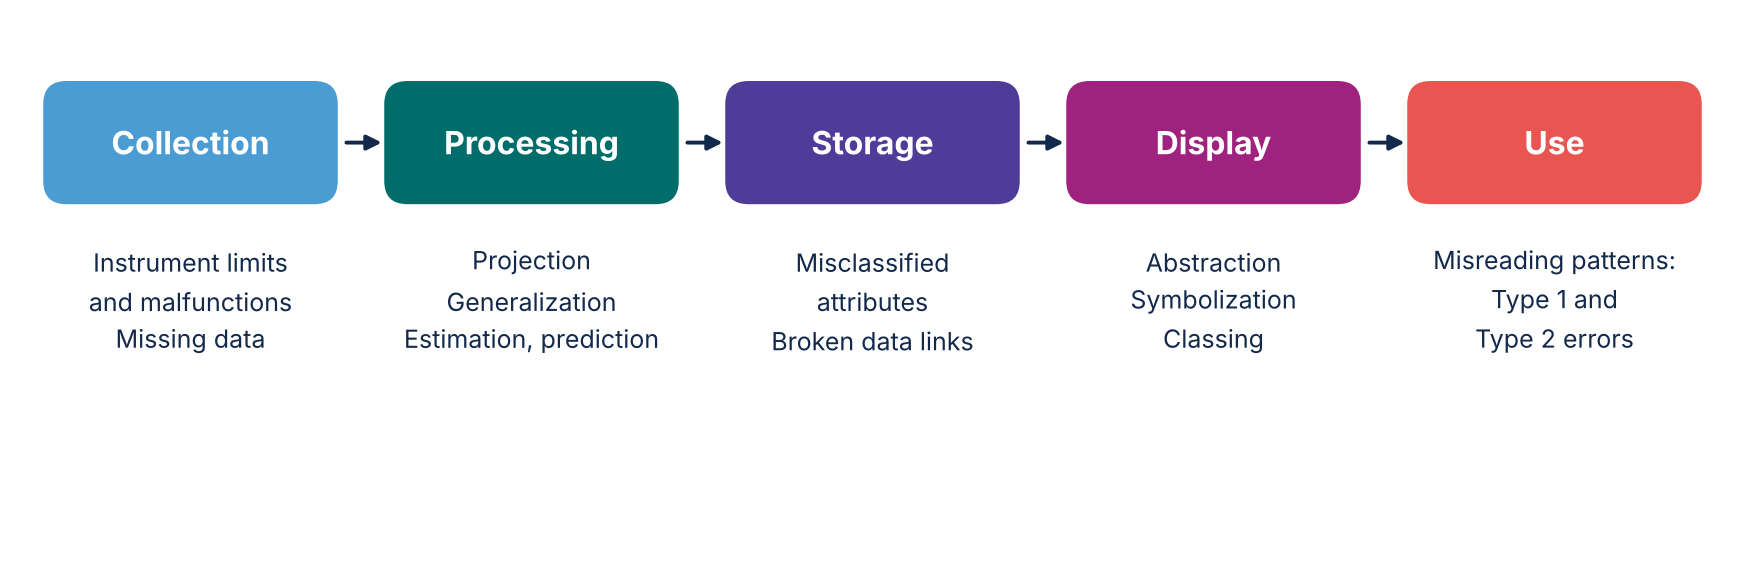 Collection
Processing
Storage
Display
Use
Instrument limits
and malfunctions
Missing data
Projection
Generalization
Estimation, prediction
Misclassified
attributes
Broken data links
Abstraction
Symbolization
Classing
Misreading patterns:
Type 1 and
Type 2 errors